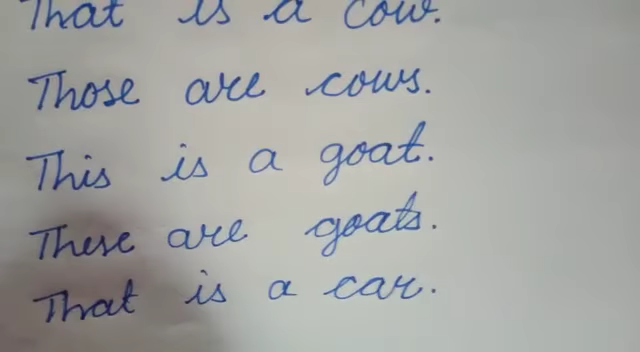 That is a cow.
Those are cows.
This is a goat.
These are goats.
That is a car.